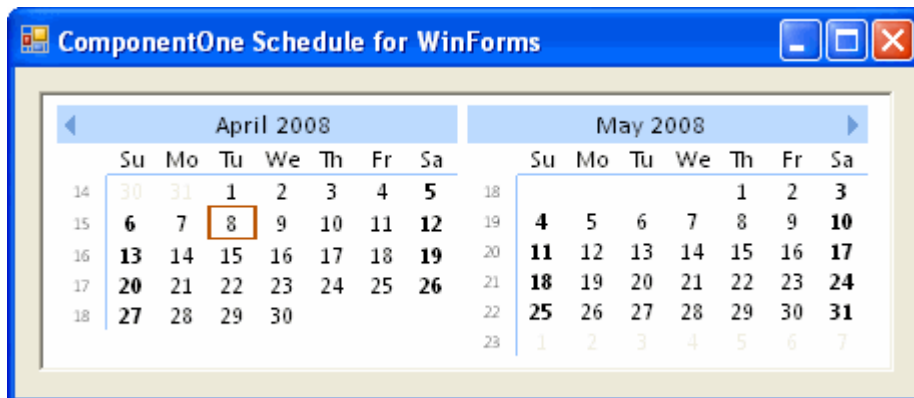 ComponentOne Schedule for WinForms
April 2008
Su Mo Tu We Th Fr Sa
14 30 31 1 2 3 4 5
15 6 7 8 9 10 11 12
16 13 14 15 16 17 18 19
17 20 21 22 23 24 25 26
18 27 28 29 30
May 2008
Su Mo Tu We Th Fr Sa
18 1 2 3
19 4 5 6 7 8 9 10
20 11 12 13 14 15 16 17
21 18 19 20 21 22 23 24
22 25 26 27 28 29 30 31
23 1 2 3 4 5 6 7